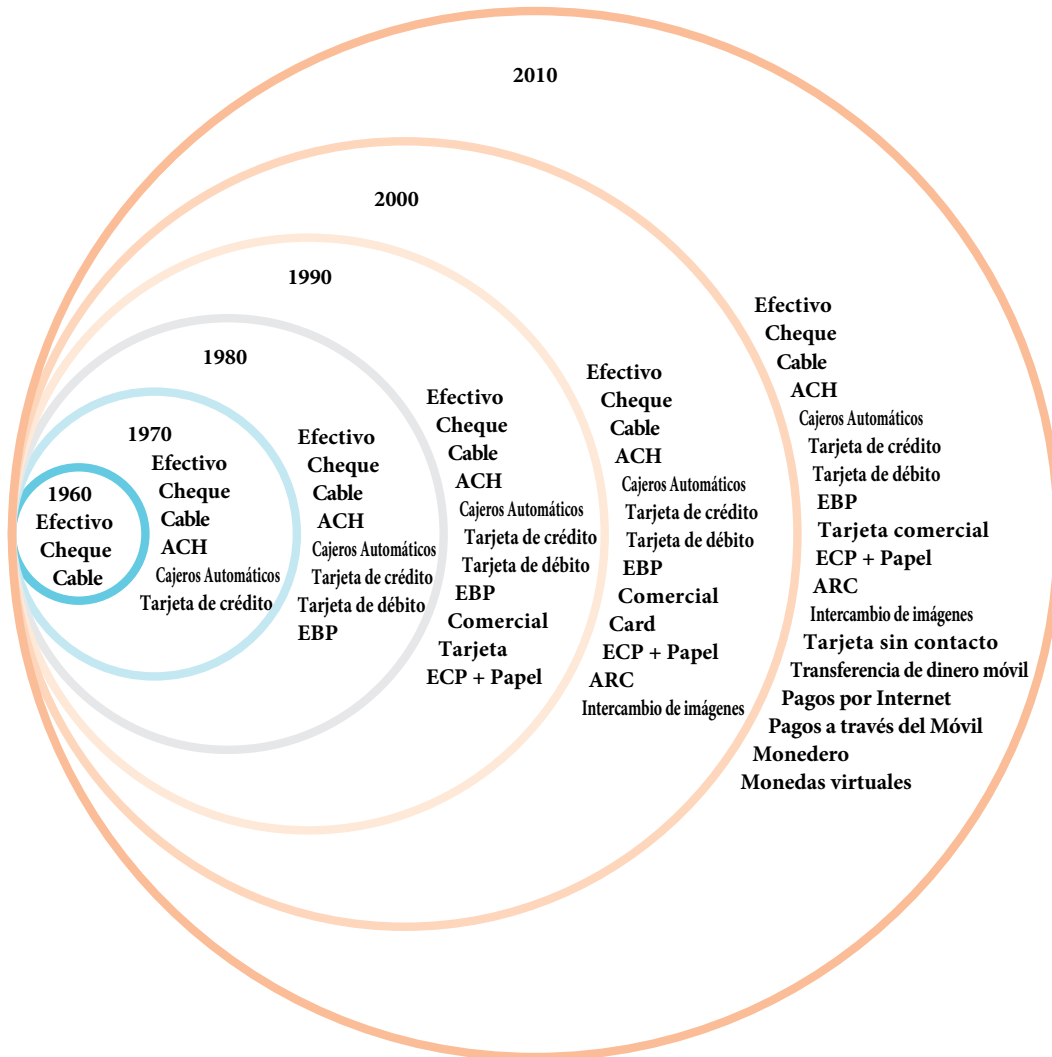 2010
2000
1990
1980
1970
1960
Efectivo
Cheque
Cable
Efectivo
Cheque
Cable
ACH
Cajeros Automáticos
Tarjeta de crédito
Efectivo
Cheque
Cable
ACH
Cajeros Automáticos
Tarjeta de crédito
Tarjeta de débito
EBP
Efectivo
Cheque
Cable
ACH
Cajeros Automáticos
Tarjeta de crédito
Tarjeta de débito
EBP
Comercial
Tarjeta
ECP + Papel
Efectivo
Cheque
Cable
ACH
Cajeros Automáticos
Tarjeta de crédito
Tarjeta de débito
EBP
Comercial
Card
ECP + Papel
ARC
Intercambio de imágenes
Efectivo
Cheque
Cable
ACH
Cajeros Automáticos
Tarjeta de crédito
Tarjeta de débito
EBP
Tarjeta comercial
ECP + Papel
ARC
Intercambio de imágenes
Tarjeta sin contacto
Transferencia de dinero móvil
Pagos por Internet
Pagos a través del Móvil
Monedero
Monedas virtuales